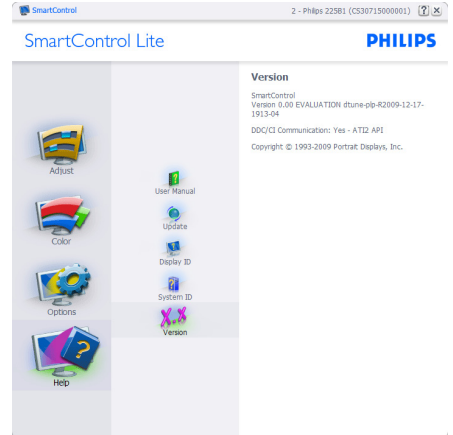 SmartControl
2 - Philips 225B1 (CS30715000001)
? X
SmartControl Lite
PHILIPS
Version
SmartControl
Version 0.00 EVALUATION dtune-plp-R2009-12-17-
1913-04
DDC/CI Communication: Yes - ATI2 API
Copyright © 1993-2009 Portrait Displays, Inc.
Adjust
User Manual
Update
Color
Display ID
System ID
Options
X.X
Version
Help